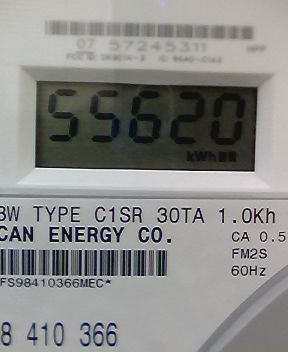 07 57245311 HPP
55620
kWh
3W TYPE C1SR 30TA 1.0Kh
CAN ENERGY CO. CA 0.5
FM2S
FS98410366MEC* 60Hz
8 410 366